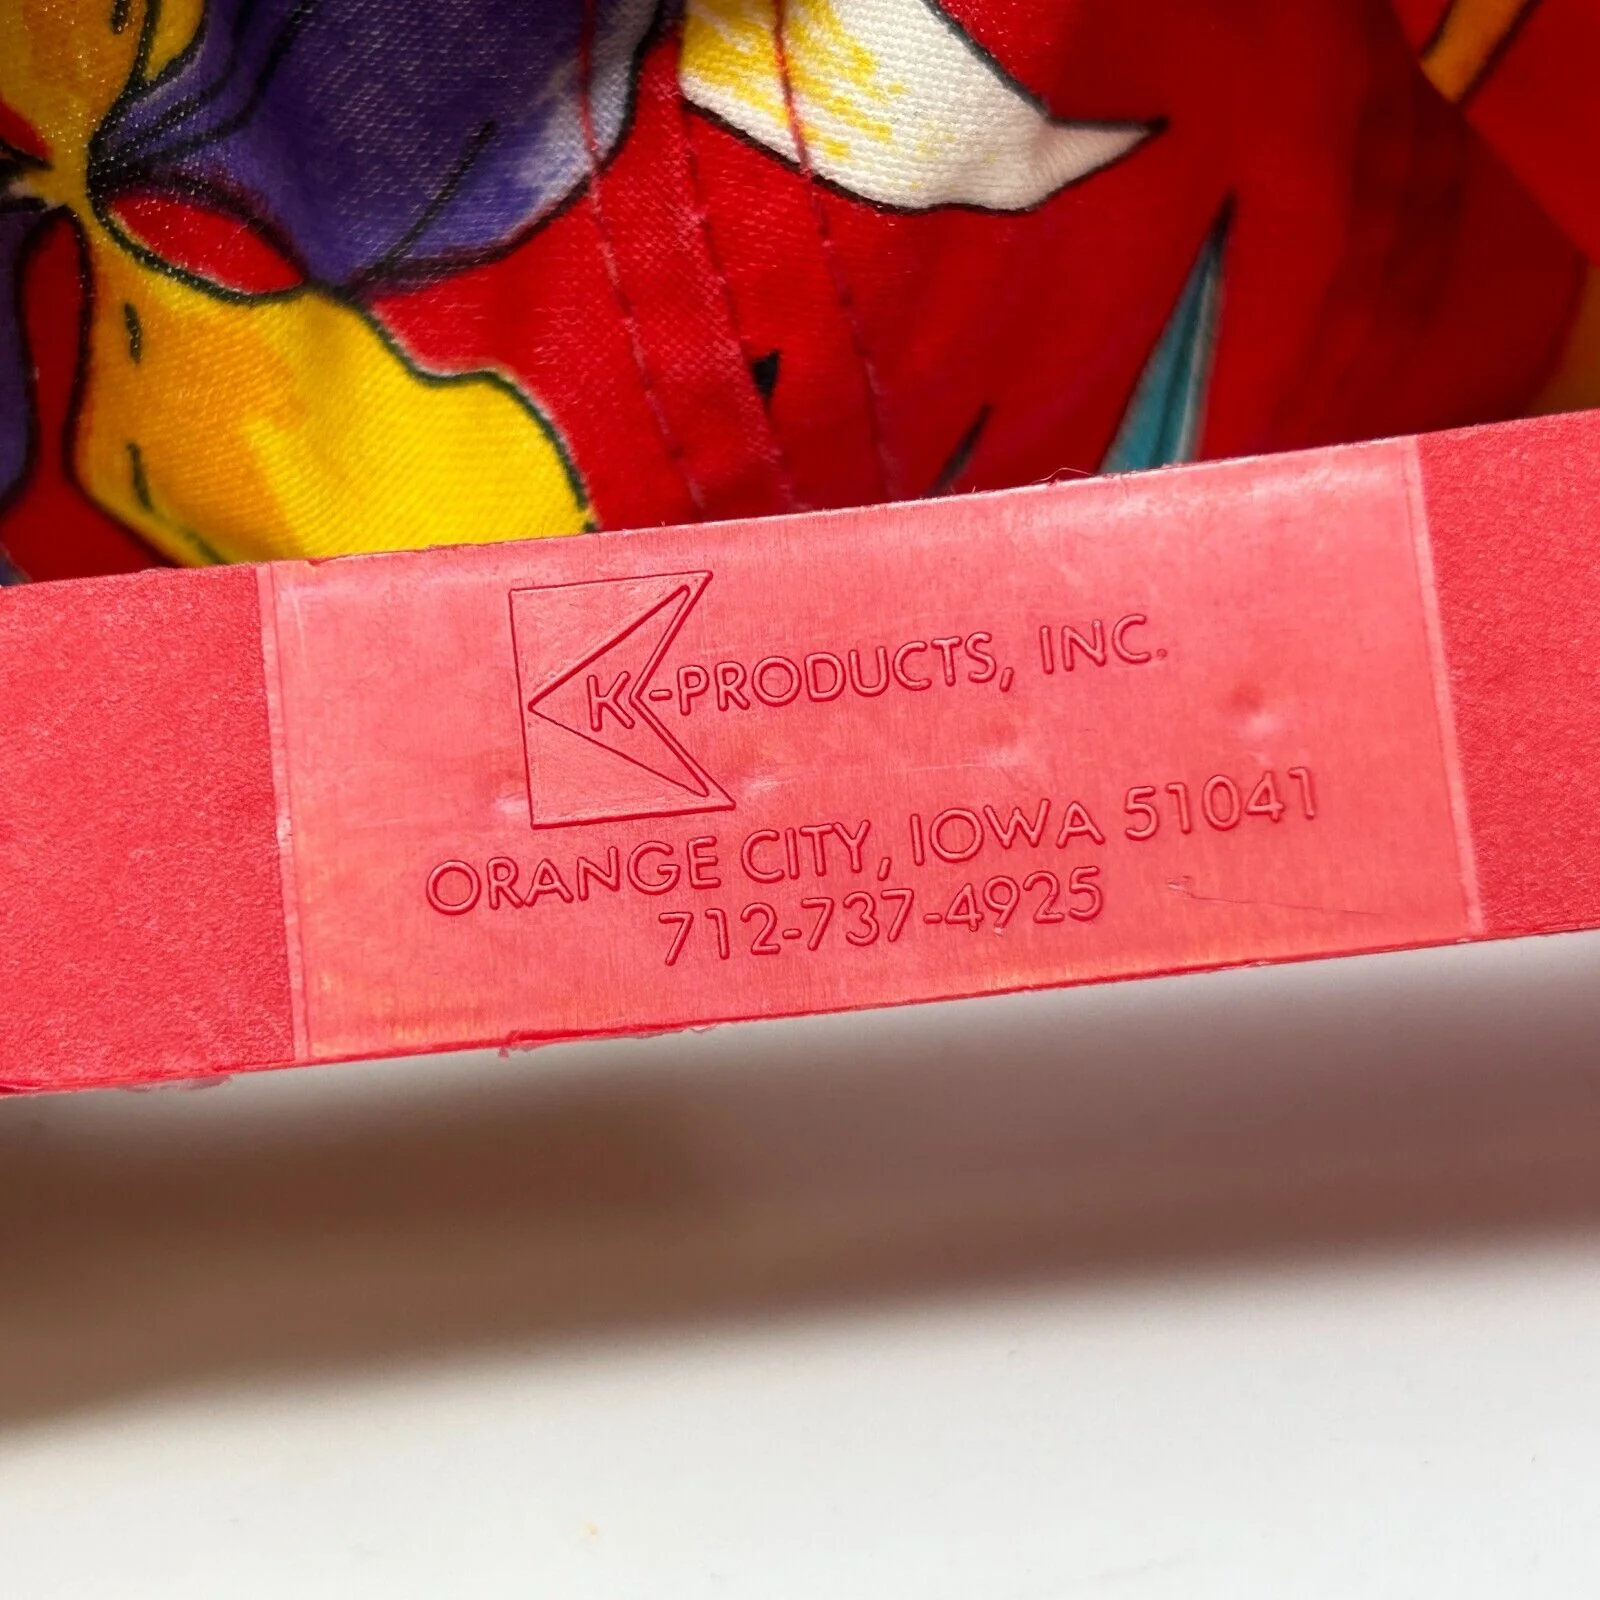 K-PRODUCTS, INC.
ORANGE CITY, IOWA 51041
712-737-4925